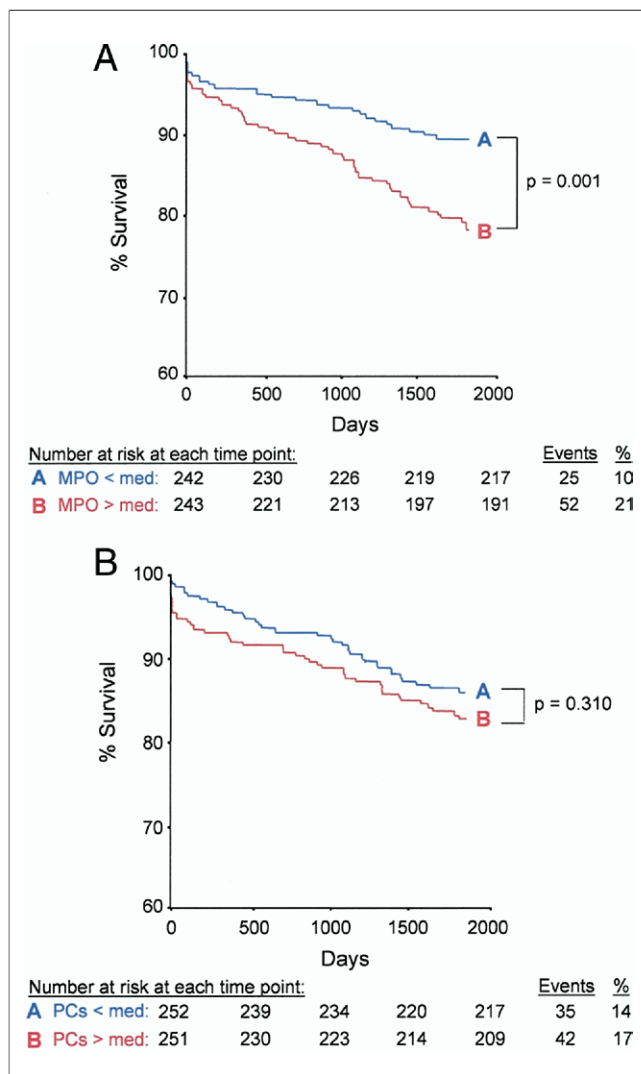 A
100
90
80
70
60
% Survival
A
B
p = 0.001
0 500 1000 1500 2000
Days
Number at risk at each time point: Events %
A MPO < med: 242 230 226 219 217 25 10
B MPO > med: 243 221 213 197 191 52 21
B
100
90
80
70
60
% Survival
A
B
p = 0.310
0 500 1000 1500 2000
Days
Number at risk at each time point: Events %
A PCs < med: 252 239 234 220 217 35 14
B PCs > med: 251 230 223 214 209 42 17